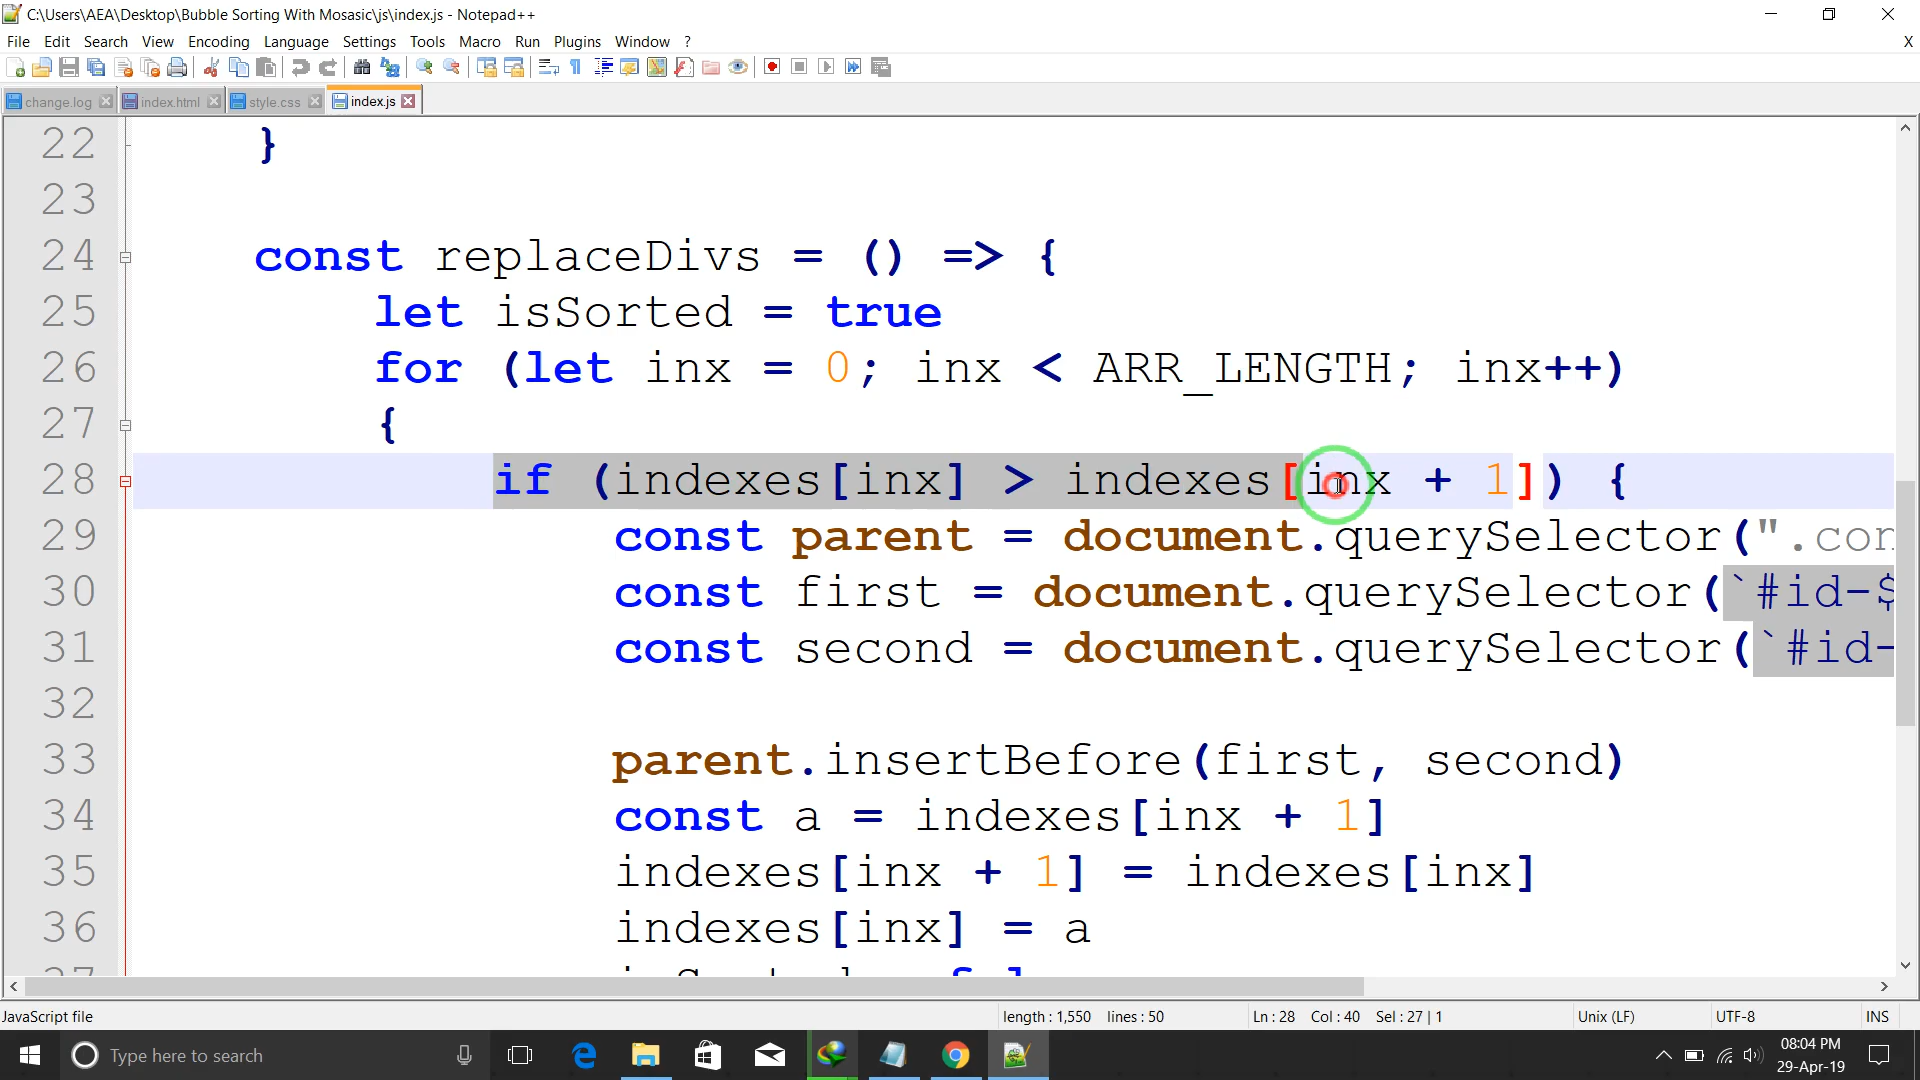 C:\Users\AEA\Desktop\Bubble Sorting With Mosasic\js\index.js - Notepad++
File Edit Search View Encoding Language Settings Tools Macro Run Plugins Window ? X
change.log index.html style.css index.js
22 }
23
24 const replaceDivs = () => {
25 let isSorted = true
26 for (let inx = 0; inx < ARR_LENGTH; inx++)
27 {
28 if (indexes[inx] > indexes[inx + 1]) {
29 const parent = document.querySelector(".con
30 const first = document.querySelector(`#id-$
31 const second = document.querySelector(`#id-
32
33 parent.insertBefore(first, second)
34 const a = indexes[inx + 1]
35 indexes[inx + 1] = indexes[inx]
36 indexes[inx] = a
JavaScript file length : 1,550 lines : 50 Ln : 28 Col : 40 Sel : 27 | 1 Unix (LF) UTF-8 INS
Type here to search
08:04 PM
29-Apr-19